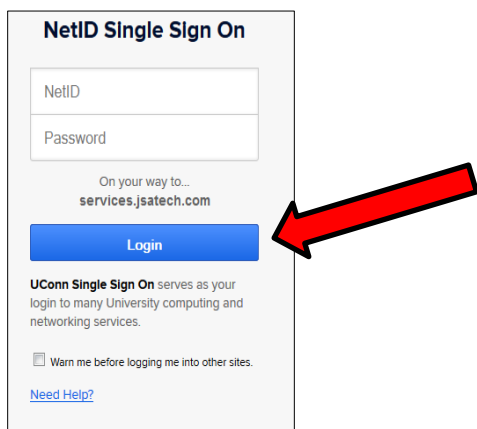 NetID Single Sign On
NetID
Password
On your way to...
services.jsatech.com
Login
UConn Single Sign On serves as your
login to many University computing and
networking services.
Warn me before logging me into other sites.
Need Help?